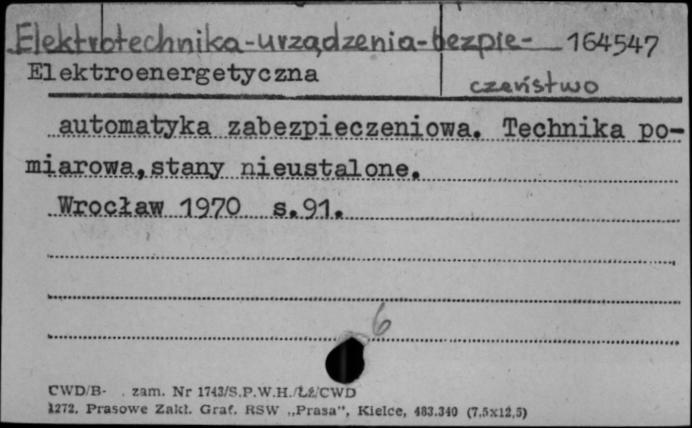 Elektrotechnika-urządzenia-bezpie- 164547
Elektroenergetyczna
czeństwo
automatyka zabezpieczeniowa. Technika po-
miarowa, stany nieustalone.
Wrocław 1970 s.91.
6
CWD/B- . zam. Nr 1743/S.P.W.H./Łź/CWD
1272. Prasowe Zakł. Graf. RSW „Prasa”, Kielce, 483.340 (7,5x12,5)